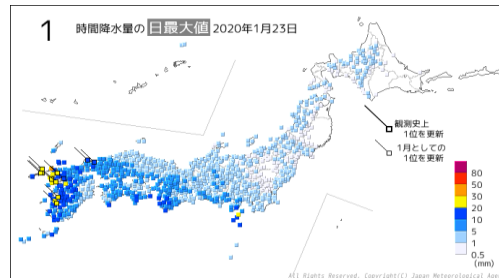 1 時間降水量の 日最大値 2020年1月23日
観測史上
1位を更新
1月としての
1位を更新
80
50
30
20
10
5
1
0.5
(mm)
All Rights Reserved. Copyright(C) Japan Meteorological Age